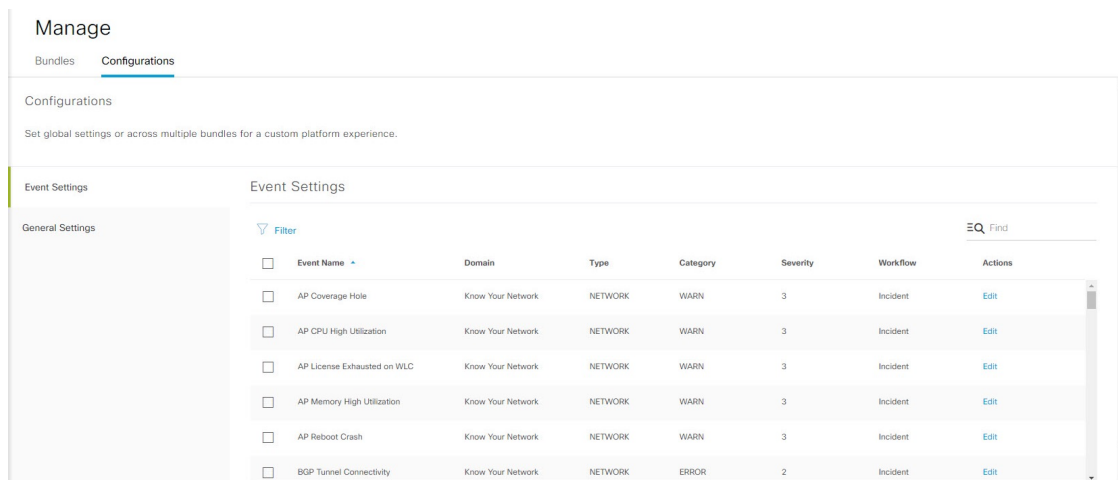 Manage
Bundles Configurations
Configurations
Set global settings or across multiple bundles for a custom platform experience.
Event Settings
General Settings
Event Settings
Filter
Find
Event Name Domain Type Category Severity Workflow Actions
AP Coverage Hole Know Your Network NETWORK WARN 3 Incident Edit
AP CPU High Utilization Know Your Network NETWORK WARN 3 Incident Edit
AP License Exhausted on WLC Know Your Network NETWORK WARN 3 Incident Edit
AP Memory High Utilization Know Your Network NETWORK WARN 3 Incident Edit
AP Reboot Crash Know Your Network NETWORK WARN 3 Incident Edit
BGP Tunnel Connectivity Know Your Network NETWORK ERROR 2 Incident Edit